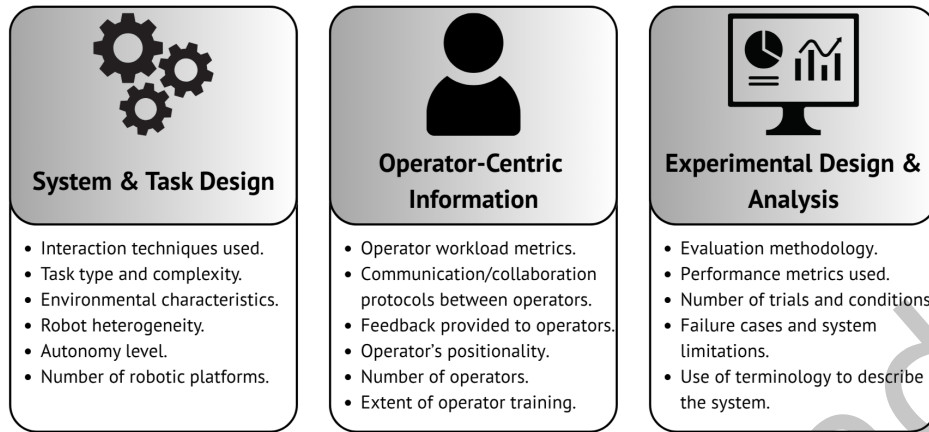 System & Task Design
• Interaction techniques used.
• Task type and complexity.
• Environmental characteristics.
• Robot heterogeneity.
• Autonomy level.
• Number of robotic platforms.
Operator-Centric
Information
• Operator workload metrics.
• Communication/collaboration
protocols between operators.
• Feedback provided to operators.
• Operator's positionality.
• Number of operators.
• Extent of operator training.
Experimental Design &
Analysis
• Evaluation methodology.
• Performance metrics used.
• Number of trials and conditions
• Failure cases and system
limitations.
• Use of terminology to describe
the system.